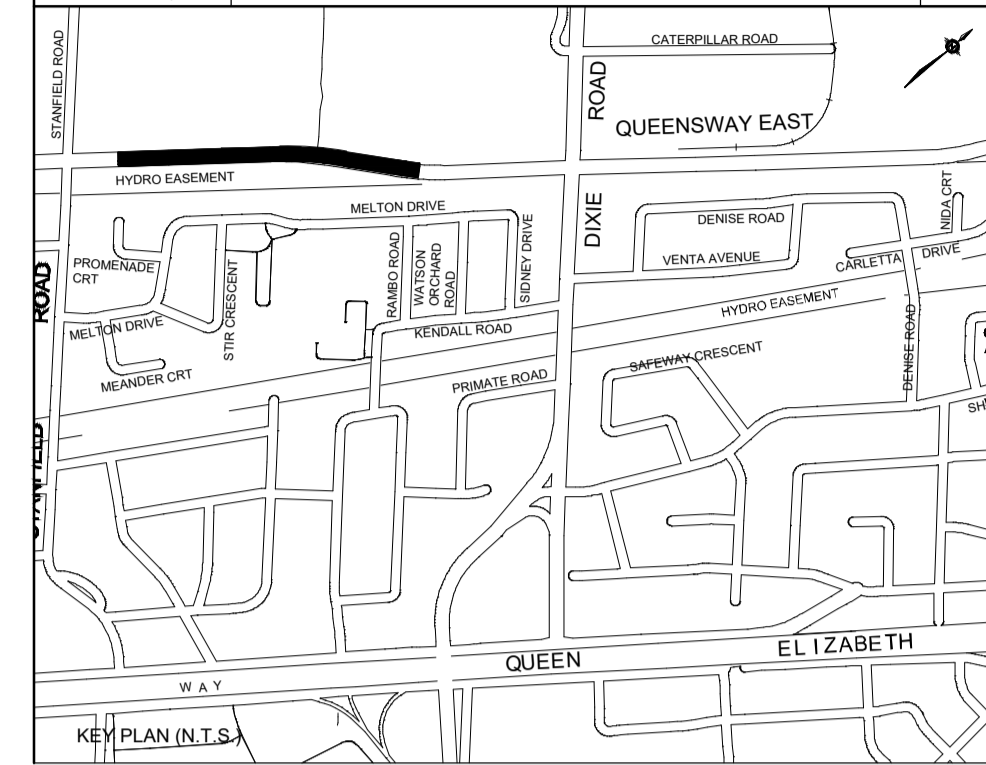 STANFIELD ROAD
CATERPILLAR ROAD
ROAD
QUEENSWAY EAST
HYDRO EASEMENT
MELTON DRIVE
DIXIE
DENISE ROAD
NIDA CRT
VENTA AVENUE
CARLETTA
DRIVE
PROMENADE
CRT
STIR CRESCENT
RAMBO ROAD
WATSON
ORCHARD
ROAD
SIDNEY DRIVE
ROAD
MELTON DRIVE
KENDALL ROAD
HYDRO EASEMENT
DENISE ROAD
MEANDER CRT
PRIMATE ROAD
SAFEWAY CRESCENT
SH
STANFIELD
QUEEN
ELIZABETH
WAY
KEY PLAN (N.T.S.)